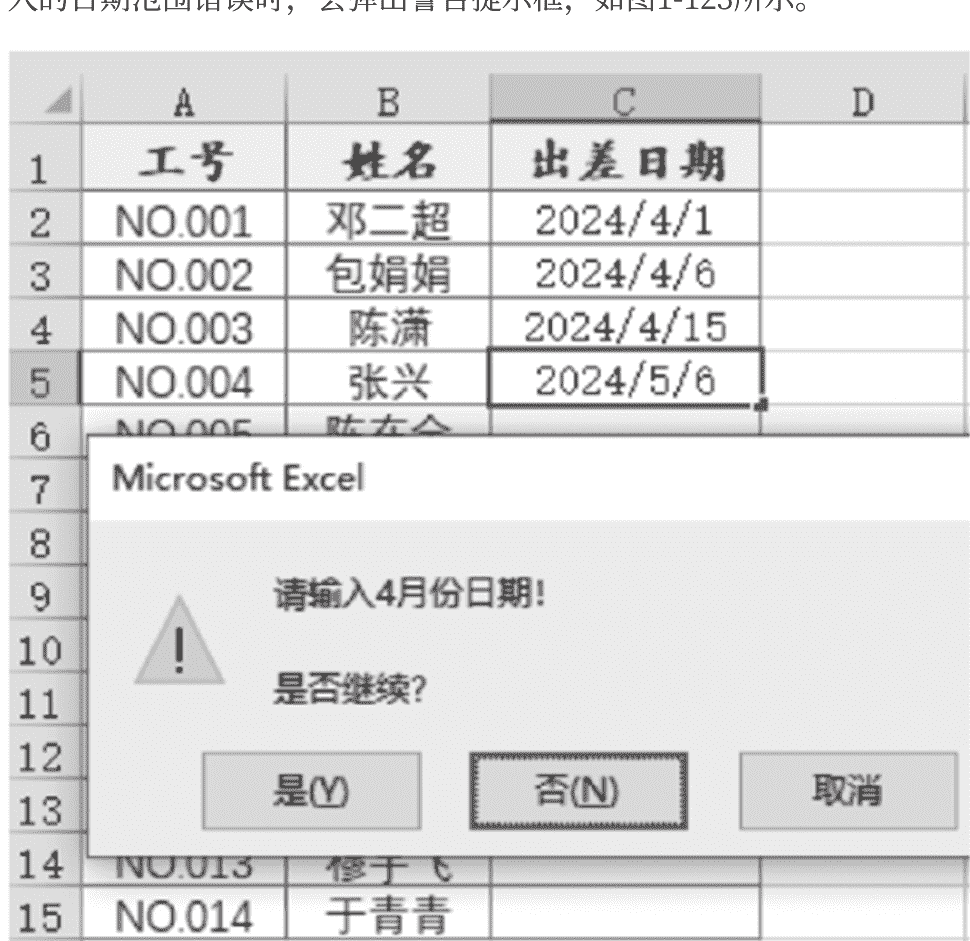 入的日期范围错误时，会弹出警告提示框，如图1-123所示。
A B C D
1 工号 姓名 出差日期
2 NO.001 邓二超 2024/4/1
3 NO.002 包娟娟 2024/4/6
4 NO.003 陈潇 2024/4/15
5 NO.004 张兴 2024/5/6
6 NO.005
7
Microsoft Excel
8
9 请输入4月份日期!
10
11 是否继续?
12
13 是(Y) 否(N) 取消
14 NO.013
15 NO.014 于青青